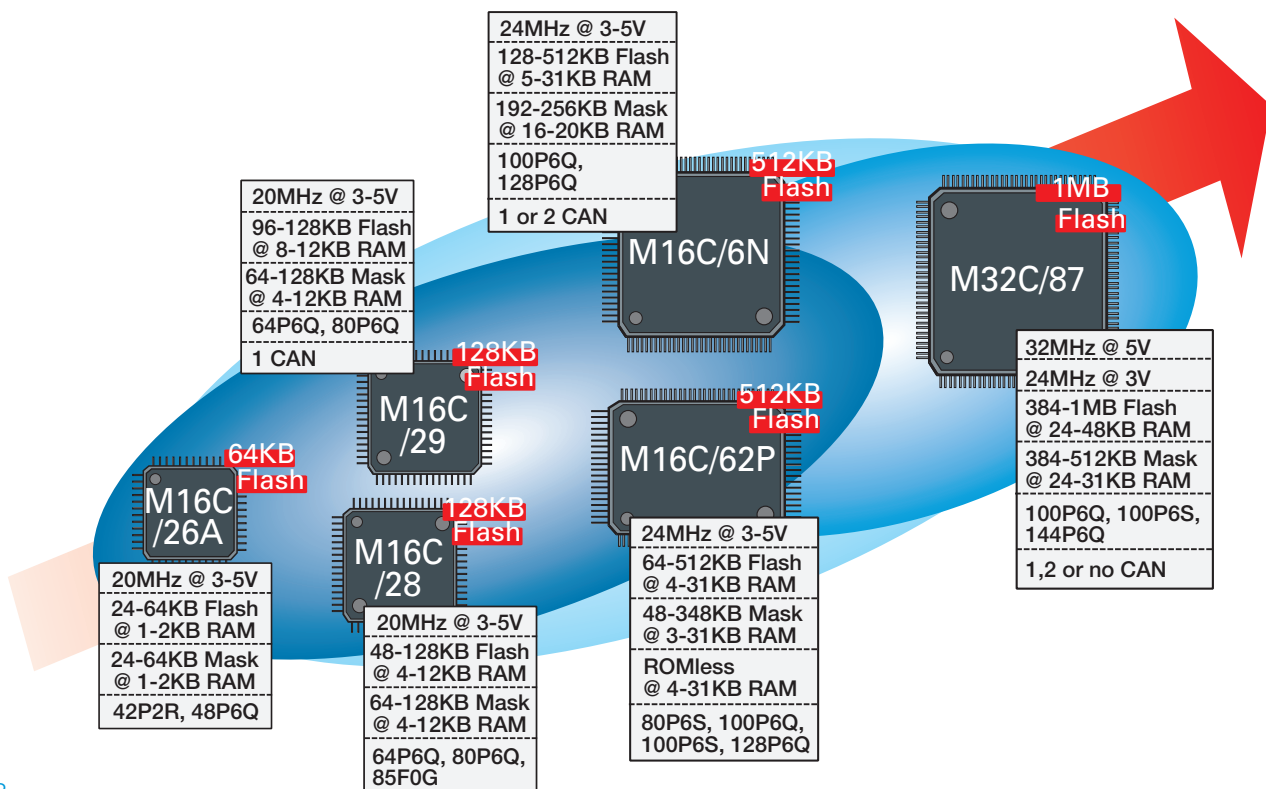 24MHz @ 3-5V
128-512KB Flash
@ 5-31KB RAM
192-256KB Mask
@ 16-20KB RAM
100P6Q,
128P6Q
1 or 2 CAN
512KB
Flash
M16C/6N
1MB
Flash
M32C/87
32MHz @ 5V
24MHz @ 3V
384-1MB Flash
@ 24-48KB RAM
384-512KB Mask
@ 24-31KB RAM
100P6Q, 100P6S,
144P6Q
1,2 or no CAN
20MHz @ 3-5V
96-128KB Flash
@ 8-12KB RAM
64-128KB Mask
@ 4-12KB RAM
64P6Q, 80P6Q
1 CAN
128KB
Flash
M16C
/29
512KB
Flash
M16C/62P
24MHz @ 3-5V
64-512KB Flash
@ 4-31KB RAM
48-348KB Mask
@ 3-31KB RAM
ROMless
@ 4-31KB RAM
80P6S, 100P6Q,
100P6S, 128P6Q
64KB
Flash
M16C
/26A
20MHz @ 3-5V
24-64KB Flash
@ 1-2KB RAM
24-64KB Mask
@ 1-2KB RAM
42P2R, 48P6Q
128KB
Flash
M16C
/28
20MHz @ 3-5V
48-128KB Flash
@ 4-12KB RAM
64-128KB Mask
@ 4-12KB RAM
64P6Q, 80P6Q,
85F0G